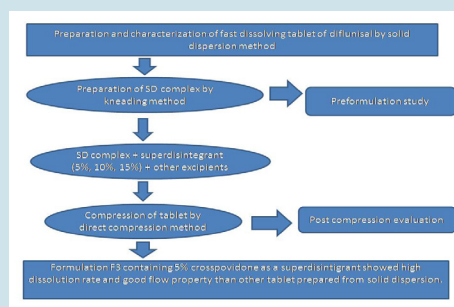 Preparation and characterization of fast dissolving tablet of diflunisal by solid
dispersion method
Preparation of SD complex by
kneading method
Preformulation study
SD complex + superdisintegrant
(5%, 10%, 15%) + other excipients
Compression of tablet by
direct compression method
Post compression evaluation
Formulation F3 containing 5% crosspovidone as a superdisintigrant showed high
dissolution rate and good flow property than other tablet prepared from solid dispersion.